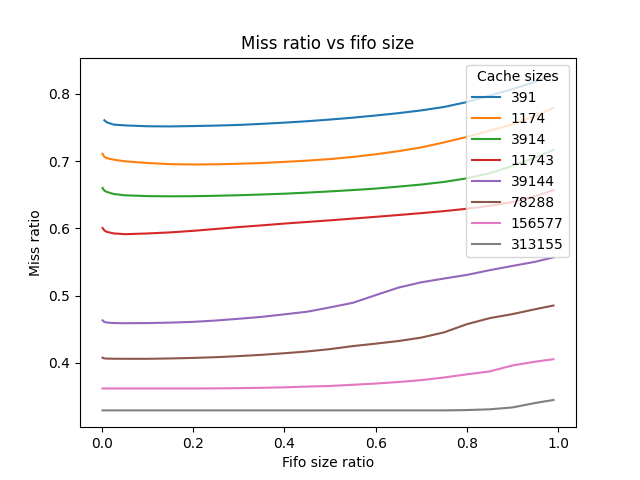 Miss ratio vs fifo size
Cache sizes
391
1174
3914
11743
39144
78288
156577
313155
Miss ratio
0.8
0.7
0.6
0.5
0.4
0.0 0.2 0.4 0.6 0.8 1.0
Fifo size ratio